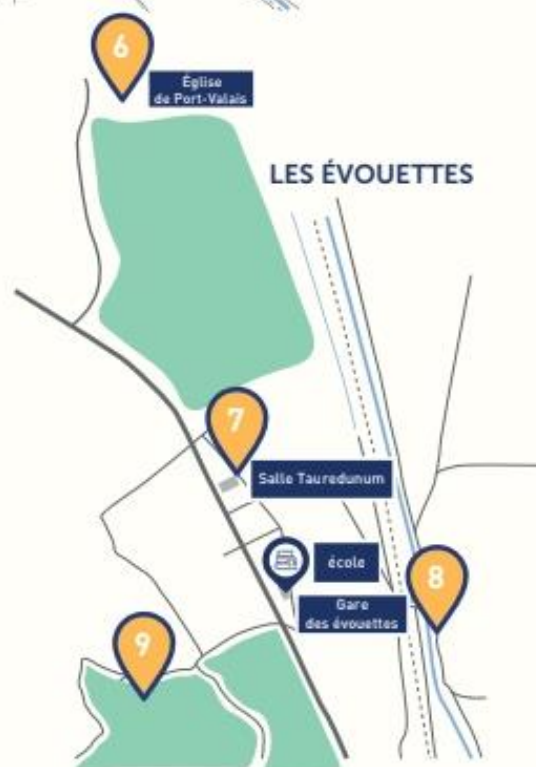 6
Église
de Port-Valais
LES ÉVOUETTES
7
Salle Tauredunum
école
8
Gare
des évouettes
9